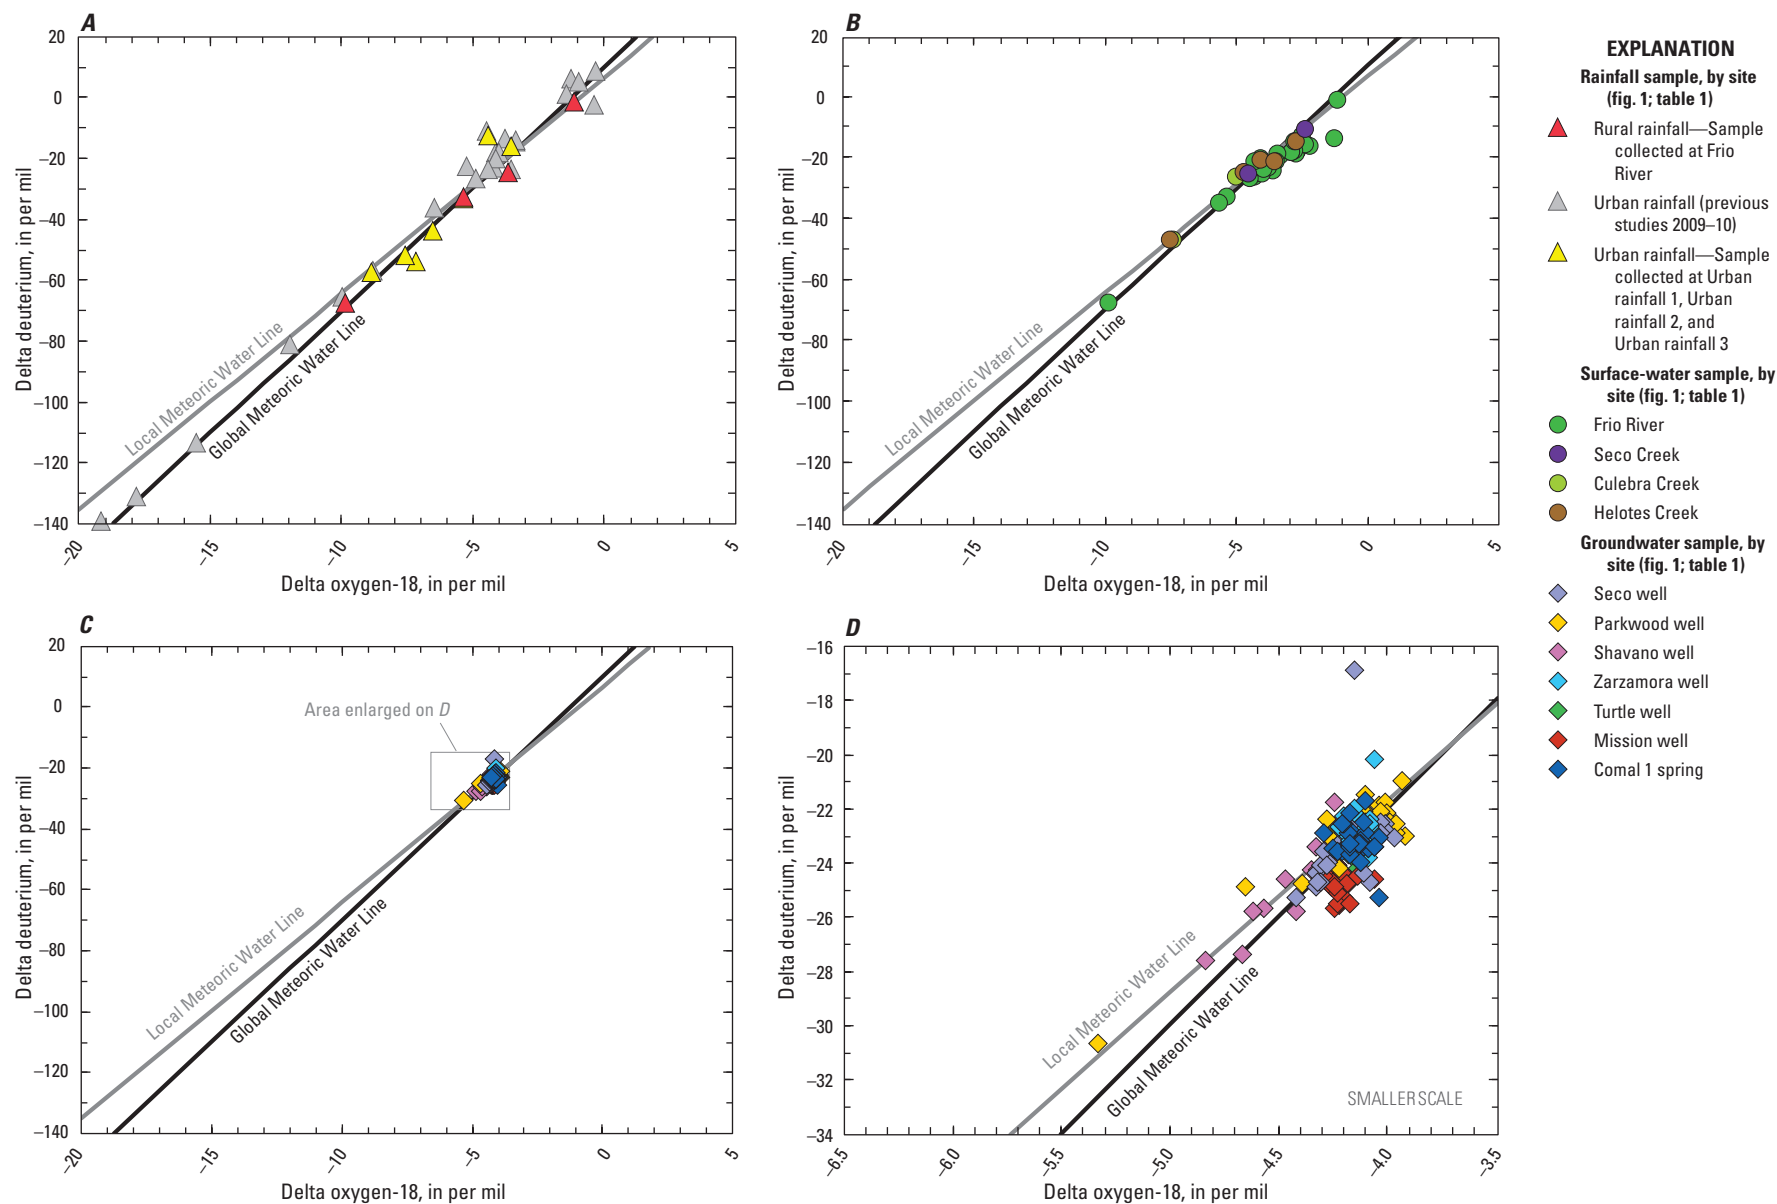 A
20
0
–20
–40
–60
–80
–100
–120
–140
–20
–15
–10
–5
0
5
Delta deuterium, in per mil
Delta oxygen-18, in per mil
Local Meteoric Water Line
Global Meteoric Water Line
B
20
0
–20
–40
–60
–80
–100
–120
–140
–20
–15
–10
–5
0
5
Delta deuterium, in per mil
Delta oxygen-18, in per mil
Local Meteoric Water Line
Global Meteoric Water Line
C
20
0
–20
–40
–60
–80
–100
–120
–140
–20
–15
–10
–5
0
5
Delta deuterium, in per mil
Delta oxygen-18, in per mil
Area enlarged on D
Local Meteoric Water Line
Global Meteoric Water Line
D
–16
–18
–20
–22
–24
–26
–28
–30
–32
–34
–6.5
–5.5
–5.0
–4.5
–4.0
–3.5
Delta deuterium, in per mil
Delta oxygen-18, in per mil
Local Meteoric Water Line
Global Meteoric Water Line
SMALLER SCALE
EXPLANATION
Rainfall sample, by site
(fig. 1; table 1)
Rural rainfall—Sample
collected at Frio
River
Urban rainfall (previous
studies 2009–10)
Urban rainfall—Sample
collected at Urban
rainfall 1, Urban
rainfall 2, and
Urban rainfall 3
Surface-water sample, by
site (fig. 1; table 1)
Frio River
Seco Creek
Culebra Creek
Helotes Creek
Groundwater sample, by
site (fig. 1; table 1)
Seco well
Parkwood well
Shavano well
Zarzamora well
Turtle well
Mission well
Comal 1 spring